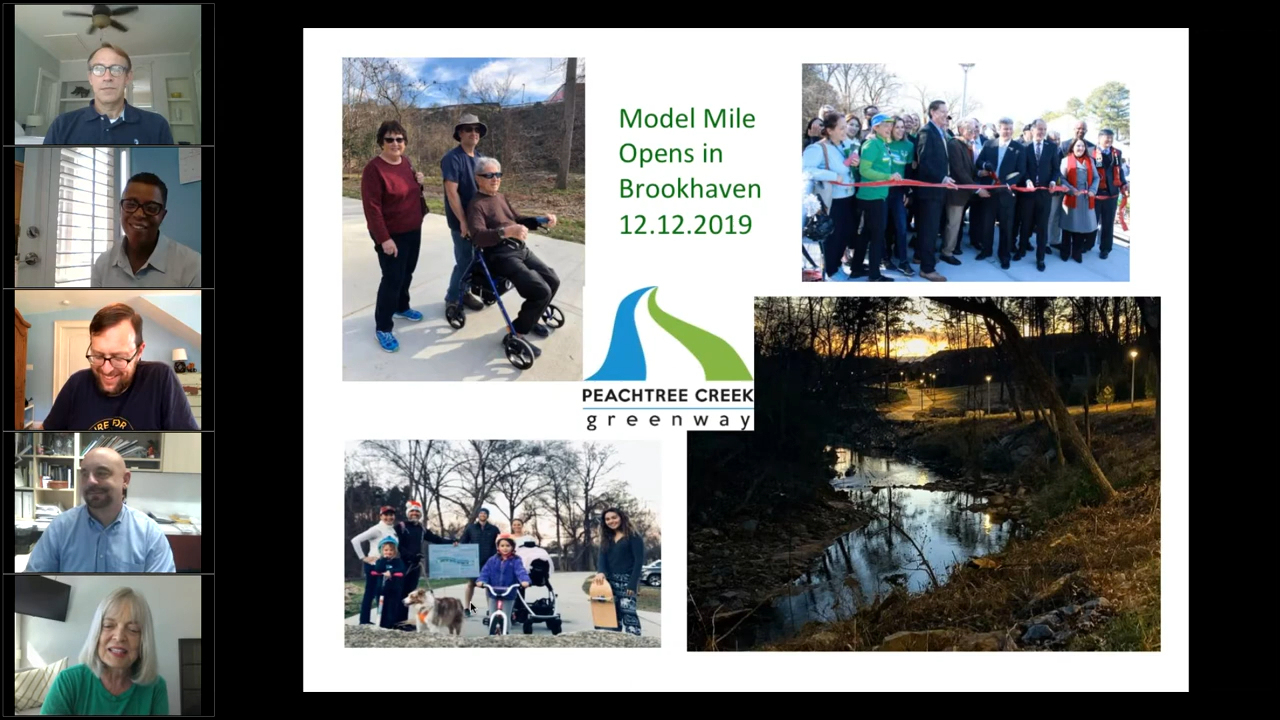 Model Mile
Opens in
Brookhaven
12.12.2019
PEACHTREE CREEK
greenway